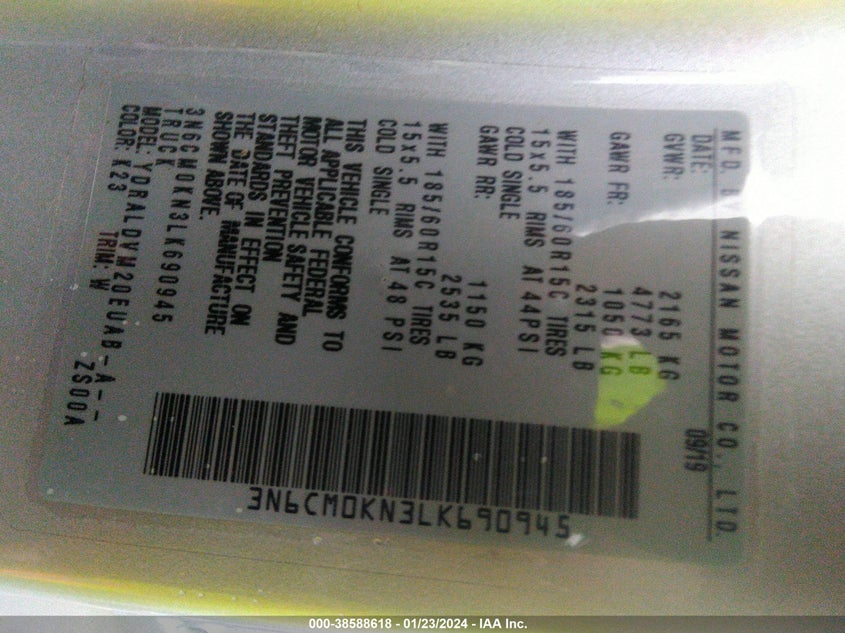 MFD. B NISSAN MOTOR CO., LTD.
DATE: 09/19
GVWR: 2165 KG
4773 LB
GAWR FR: 1050 KG
2315 LB
WITH 185/60R15C TIRES
15x5.5 RIMS AT 44PSI
COLD SINGLE
GAWR RR: 1150 KG
2535 LB
WITH 185/60R15C TIRES
15x5.5 RIMS AT 48 PSI
COLD SINGLE
THIS VEHICLE CONFORMS TO
ALL APPLICABLE FEDERAL
MOTOR VEHICLE SAFETY AND
THEFT PREVENTION
STANDARDS IN EFFECT ON
THE DATE OF MANUFACTURE
SHOWN ABOVE.
3N6CM0KN3LK690945
TRUCK
MODEL: YDRALDVM20EUAB-A--
COLOR: K23 TRIM: W ZS00A
3N6CM0KN3LK690945
000-38588618 - 01/23/2024 - IAA Inc.